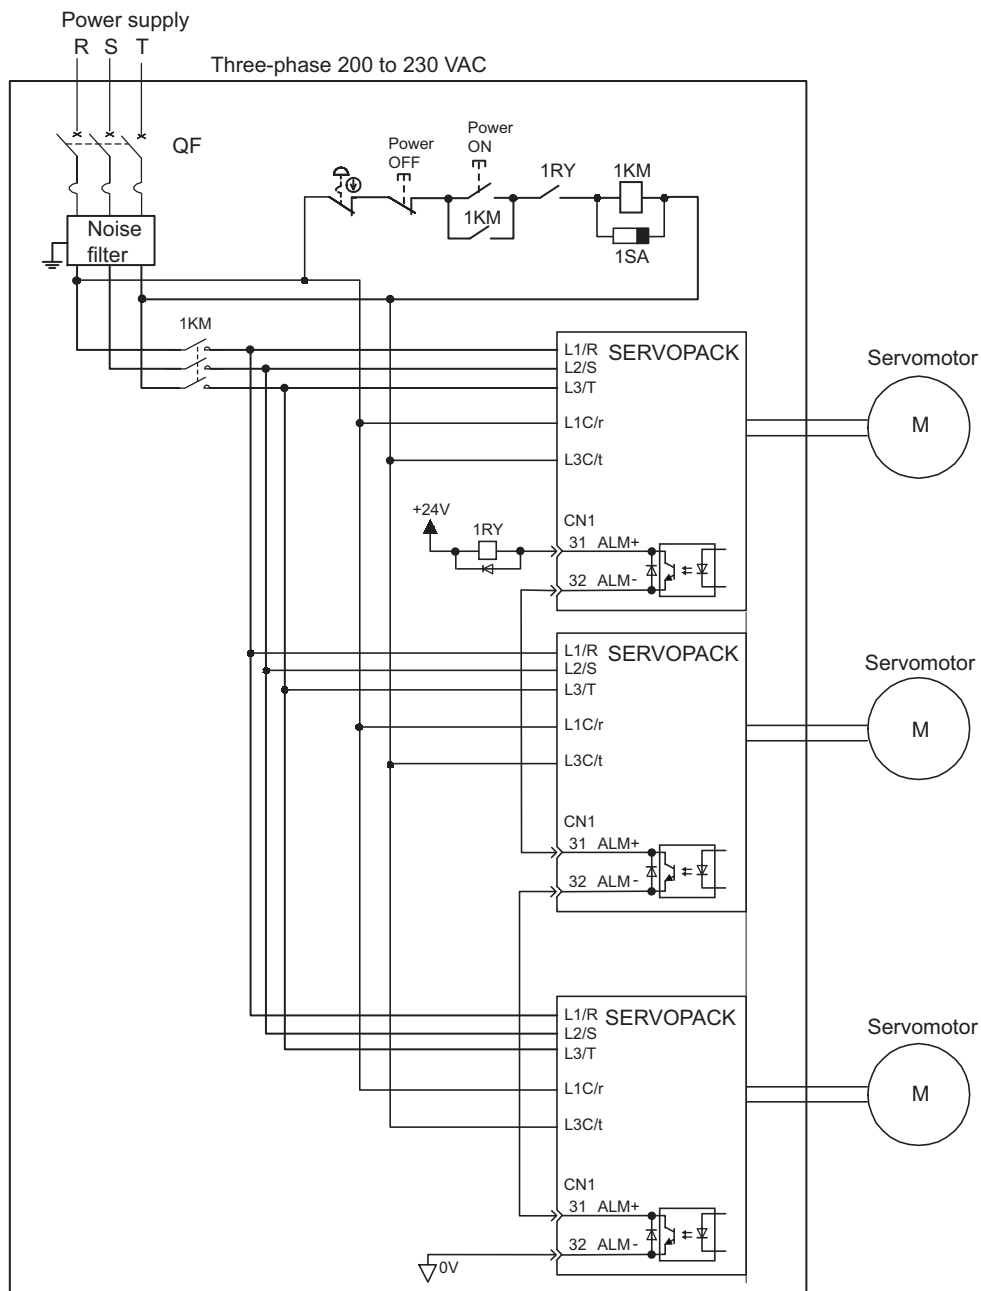 Power supply
R S T
Three-phase 200 to 230 VAC
QF
Power
OFF
Power
ON
1RY
1KM
1KM
1SA
Noise
filter
1KM
L1/R SERVOPACK
L2/S
L3/T
L1C/r
L3C/t
Servomotor
M
+24V
1RY
CN1
31 ALM+
32 ALM-
L1/R SERVOPACK
L2/S
L3/T
L1C/r
L3C/t
Servomotor
M
CN1
31 ALM+
32 ALM-
L1/R SERVOPACK
L2/S
L3/T
L1C/r
L3C/t
Servomotor
M
CN1
31 ALM+
32 ALM-
0V